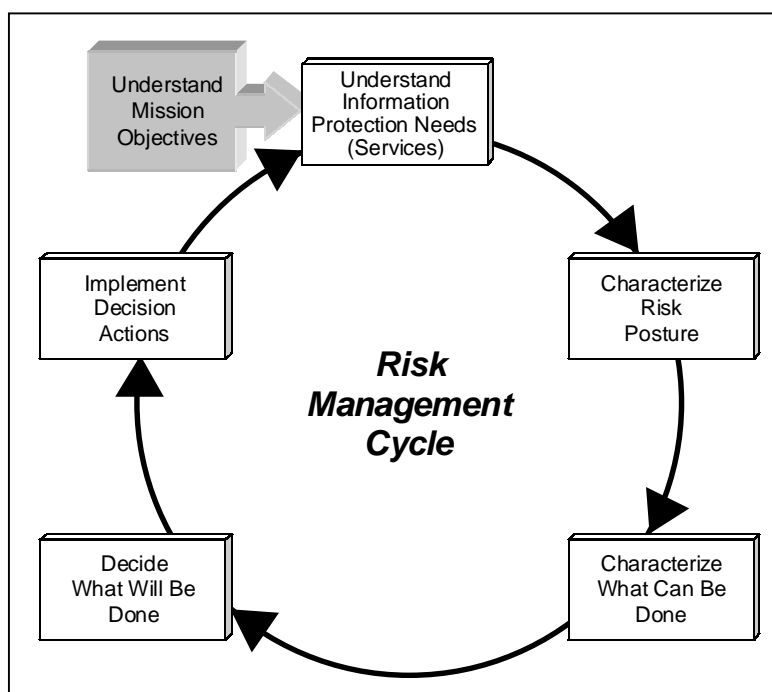 Understand
Mission
Objectives
Understand
Information
Protection Needs
(Services)
Characterize
Risk
Posture
Characterize
What Can Be
Done
Decide
What Will Be
Done
Implement
Decision
Actions
Risk
Management
Cycle